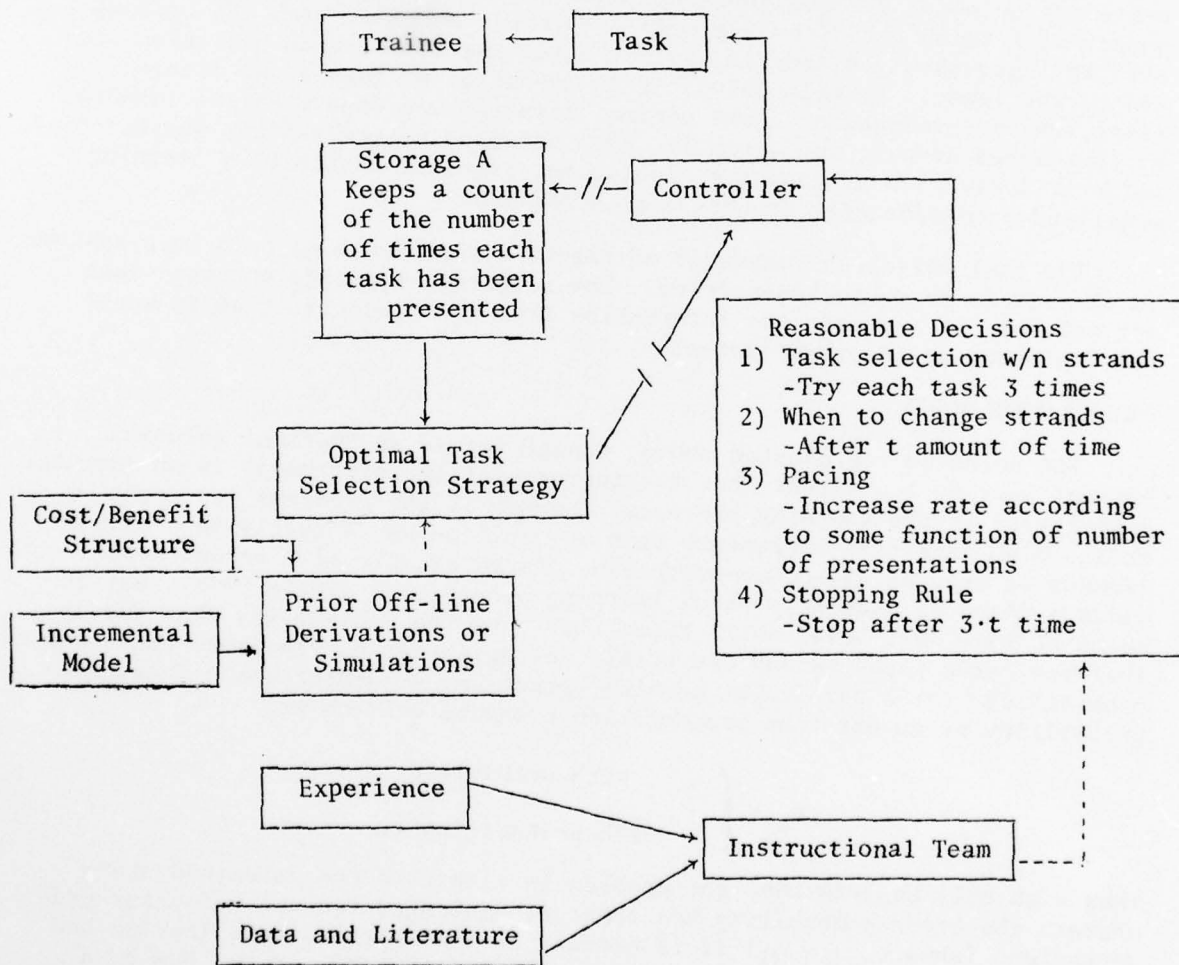 Trainee
Task
Storage A
Keeps a count
of the number
of times each
task has been
presented
Controller
Reasonable Decisions
1) Task selection w/n strands
-Try each task 3 times
2) When to change strands
-After t amount of time
3) Pacing
-Increase rate according
to some function of number
of presentations
4) Stopping Rule
-Stop after 3·t time
Optimal Task
Selection Strategy
Cost/Benefit
Structure
Incremental
Model
Prior Off-line
Derivations or
Simulations
Experience
Instructional Team
Data and Literature